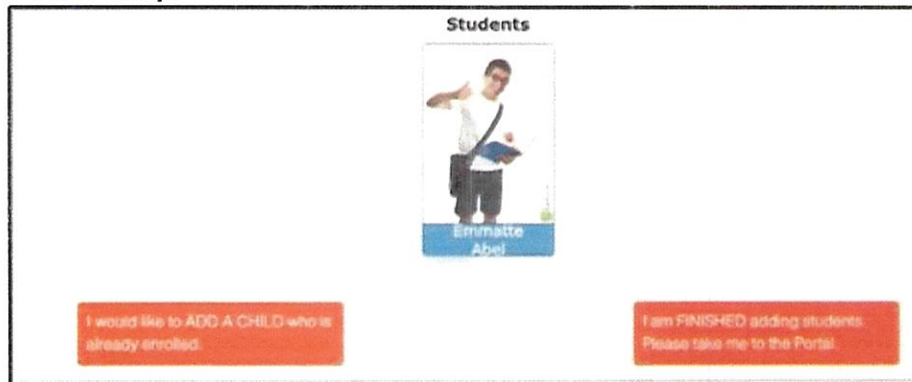 Students
Emmatte
Abel
I would like to ADD A CHILD who is
already enrolled.
I am FINISHED adding students.
Please take me to the Portal.